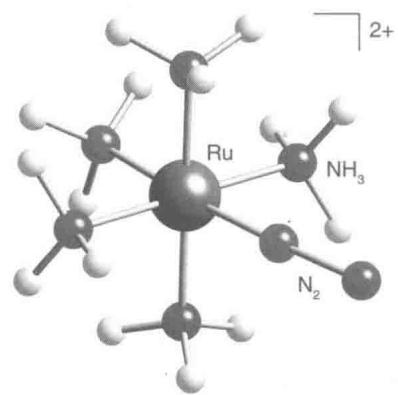 2+
Ru
NH₃
N₂